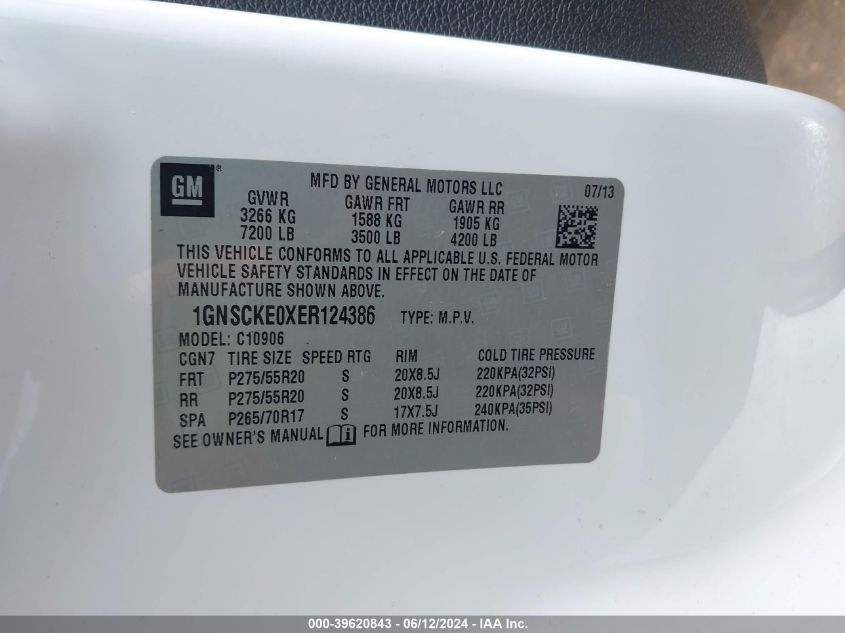 GM
MFD BY GENERAL MOTORS LLC 07/13
GVWR GAWR FRT GAWR RR
3266 KG 1588 KG 1905 KG
7200 LB 3500 LB 4200 LB
THIS VEHICLE CONFORMS TO ALL APPLICABLE U.S. FEDERAL MOTOR
VEHICLE SAFETY STANDARDS IN EFFECT ON THE DATE OF
MANUFACTURE SHOWN ABOVE.
1GNSCKE0XER124386 TYPE: M.P.V.
MODEL: C10906
CGN7 TIRE SIZE SPEED RTG RIM COLD TIRE PRESSURE
FRT P275/55R20 S 20X8.5J 220KPA(32PSI)
RR P275/55R20 S 20X8.5J 220KPA(32PSI)
SPA P265/70R17 S 17X7.5J 240KPA(35PSI)
SEE OWNER'S MANUAL FOR MORE INFORMATION.
000-39620843 - 06/12/2024 - IAAI.com